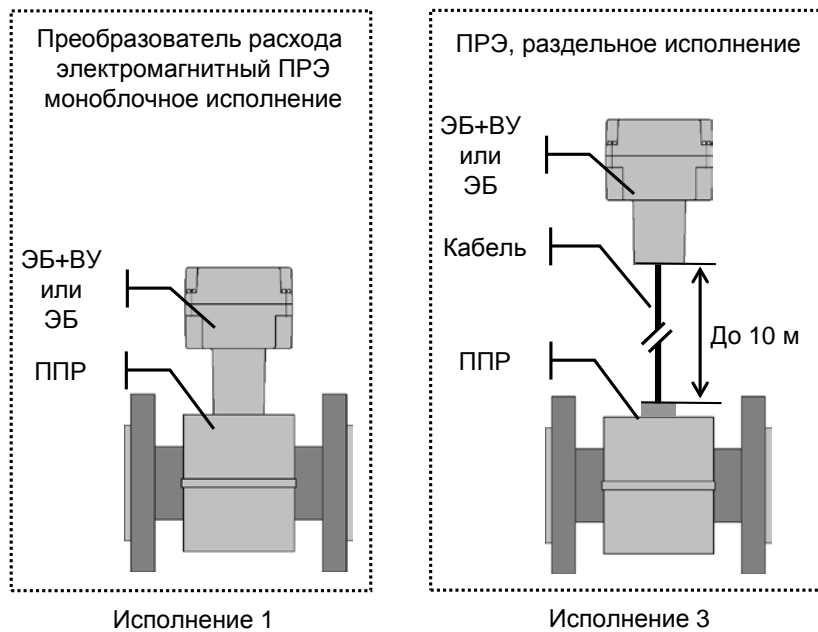 Преобразователь расхода
электромагнитный ПРЭ
моноблочное исполнение
ЭБ+ВУ
или
ЭБ
ППР
Исполнение 1
ПРЭ, раздельное исполнение
ЭБ+ВУ
или
ЭБ
Кабель
До 10 м
ППР
Исполнение 3